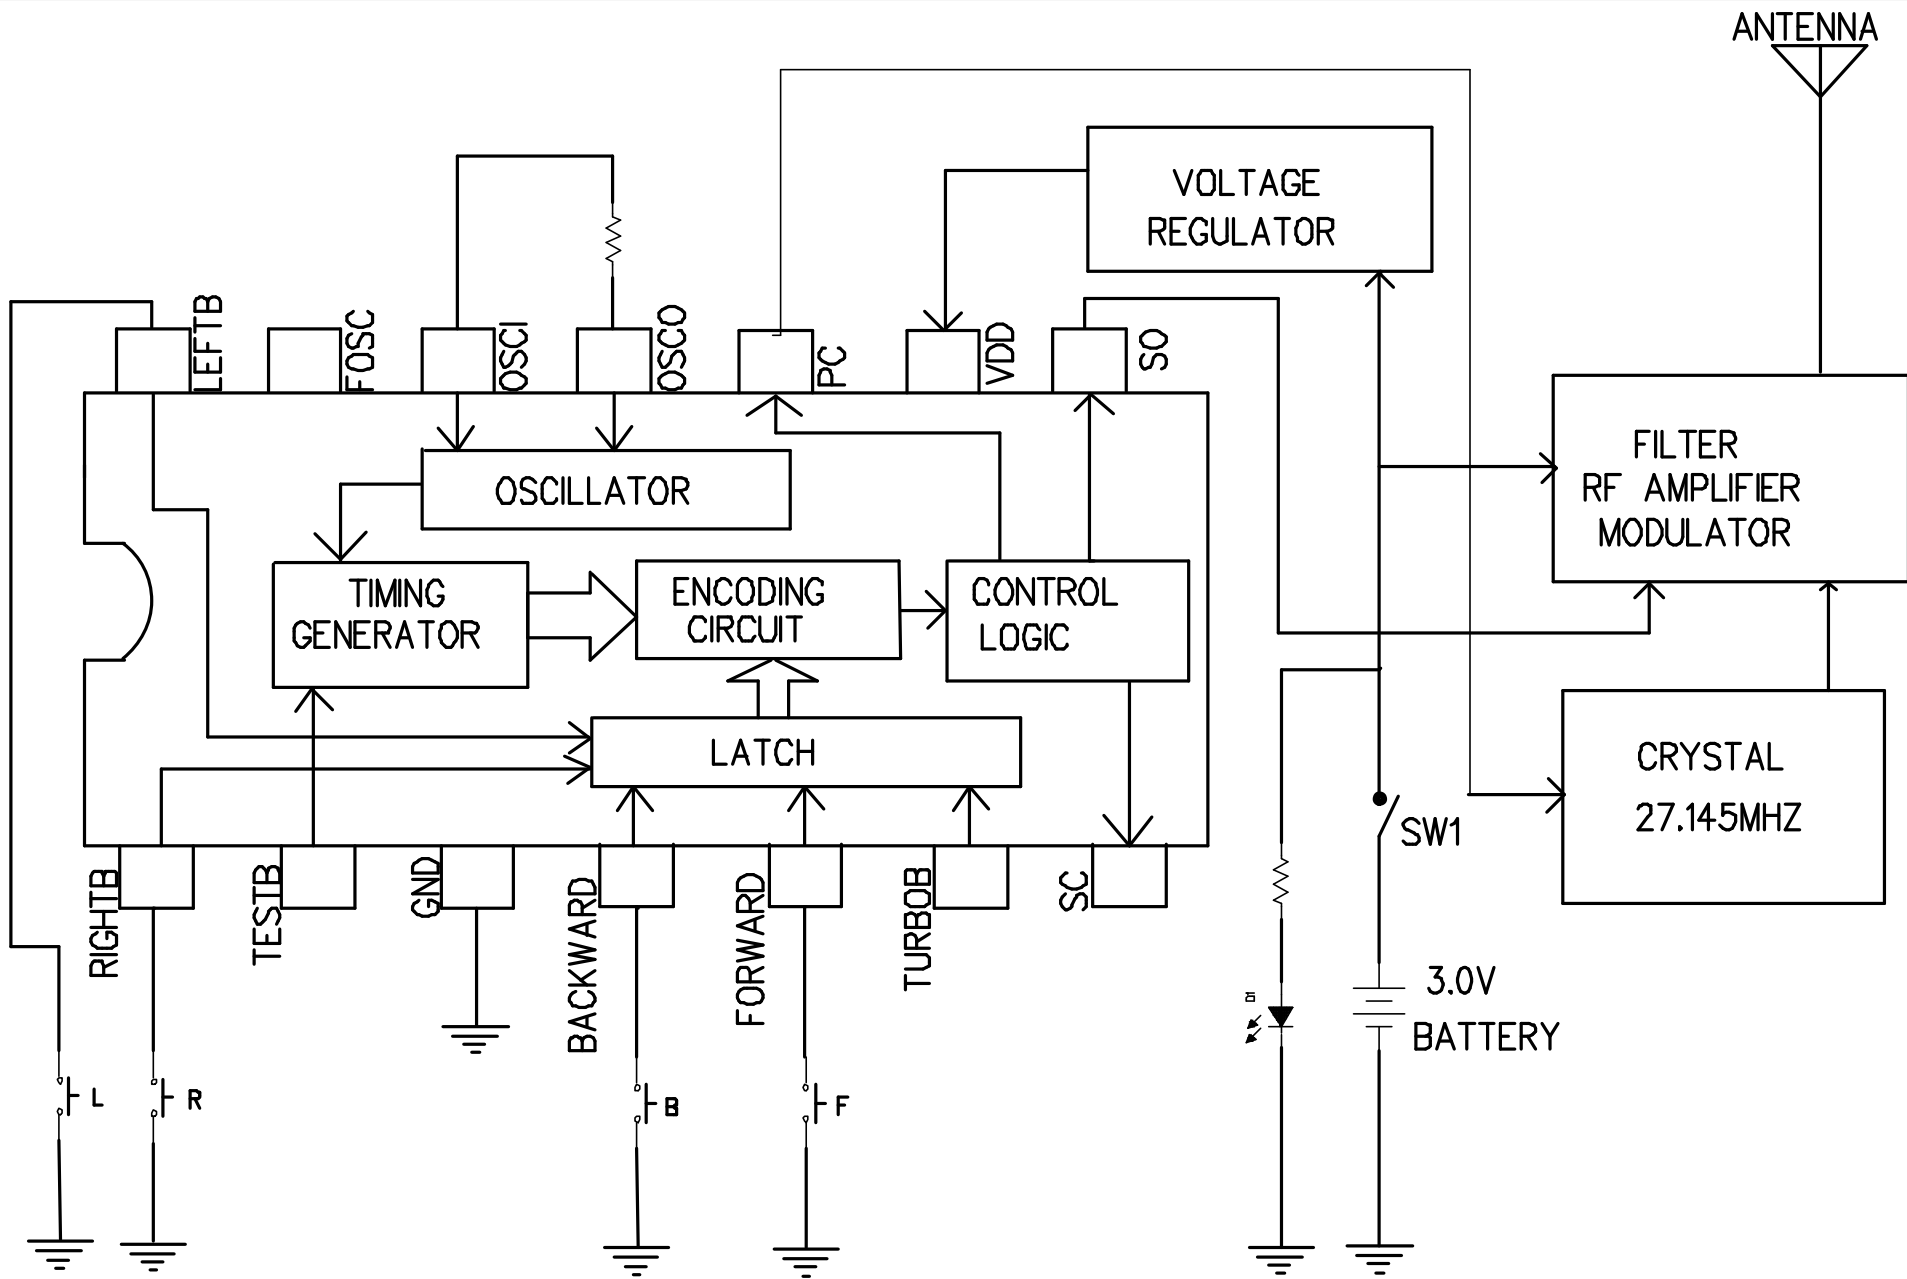 ANTENNA
VOLTAGE
REGULATOR
LEFTB
FOSC
OSCI
OSCO
PC
VDD
SO
FILTER
RF AMPLIFIER
MODULATOR
OSCILLATOR
TIMING
GENERATOR
ENCODING
CIRCUIT
CONTROL
LOGIC
LATCH
CRYSTAL
27.145MHZ
SW1
RIGHTB
TESTB
GND
BACKWARD
FORWARD
TURBOB
SC
3.0V
BATTERY
L
R
B
F